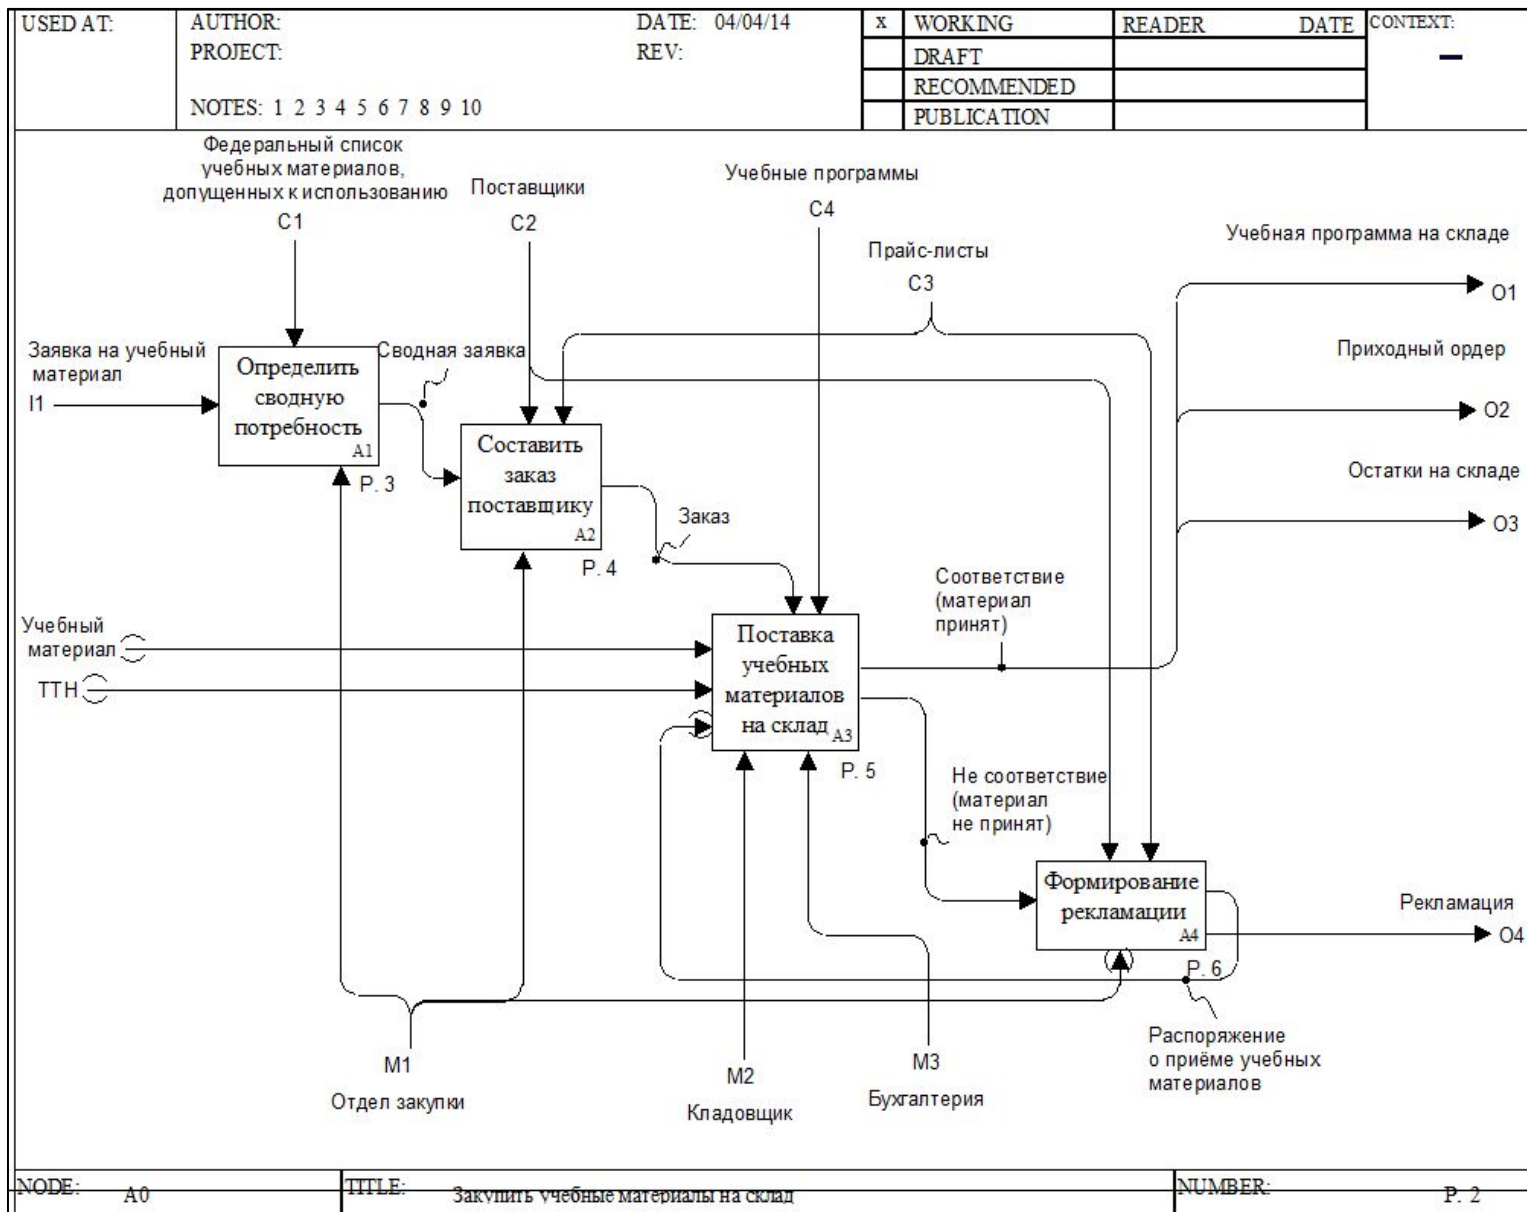 USED AT:
AUTHOR:
DATE: 04/04/14
PROJECT:
REV:
NOTES: 1 2 3 4 5 6 7 8 9 10
x
WORKING
DRAFT
RECOMMENDED
PUBLICATION
READER
DATE
CONTEXT:
Федеральный список
учебных материалов,
допущенных к использованию
C1
Поставщики
C2
Учебные программы
C4
Прайс-листы
C3
Учебная программа на складе
O1
Приходный ордер
O2
Остатки на складе
O3
Заявка на учебный
материал
I1
Определить
сводную
потребность
A1
P. 3
Сводная заявка
Составить
заказ
поставщику
A2
P. 4
Заказ
Учебный
материал
ТТН
Поставка
учебных
материалов
на склад
A3
P. 5
Соответствие
(материал
принят)
Не соответствие
(материал
не принят)
Формирование
рекламации
A4
P. 6
Рекламация
O4
Распоряжение
о приёме учебных
материалов
M1
Отдел закупки
M2
Кладовщик
M3
Бухгалтерия
NODE:
A0
TITLE:
Закупить учебные материалы на склад
NUMBER:
P. 2